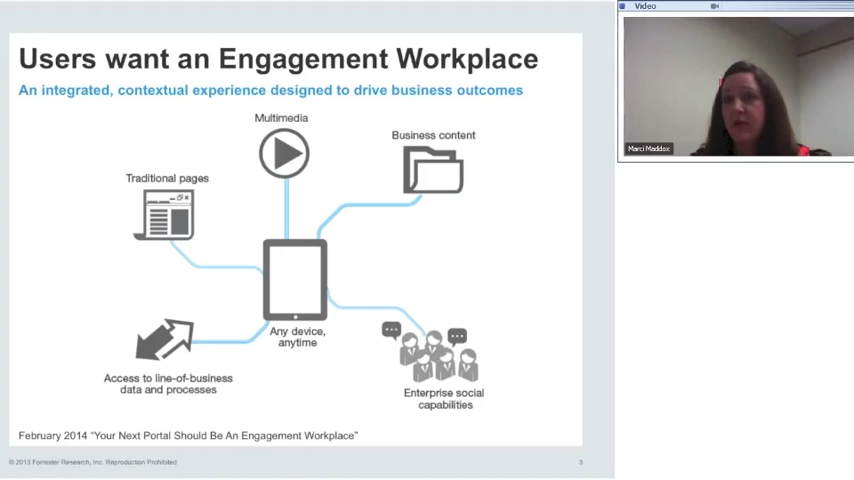 Video
Users want an Engagement Workplace
An integrated, contextual experience designed to drive business outcomes
Multimedia
Business content
Traditional pages
Marci Maddox
Any device,
anytime
Access to line-of-business
data and processes
Enterprise social
capabilities
February 2014 “Your Next Portal Should Be An Engagement Workplace”
© 2013 Forrester Research, Inc. Reproduction Prohibited
3